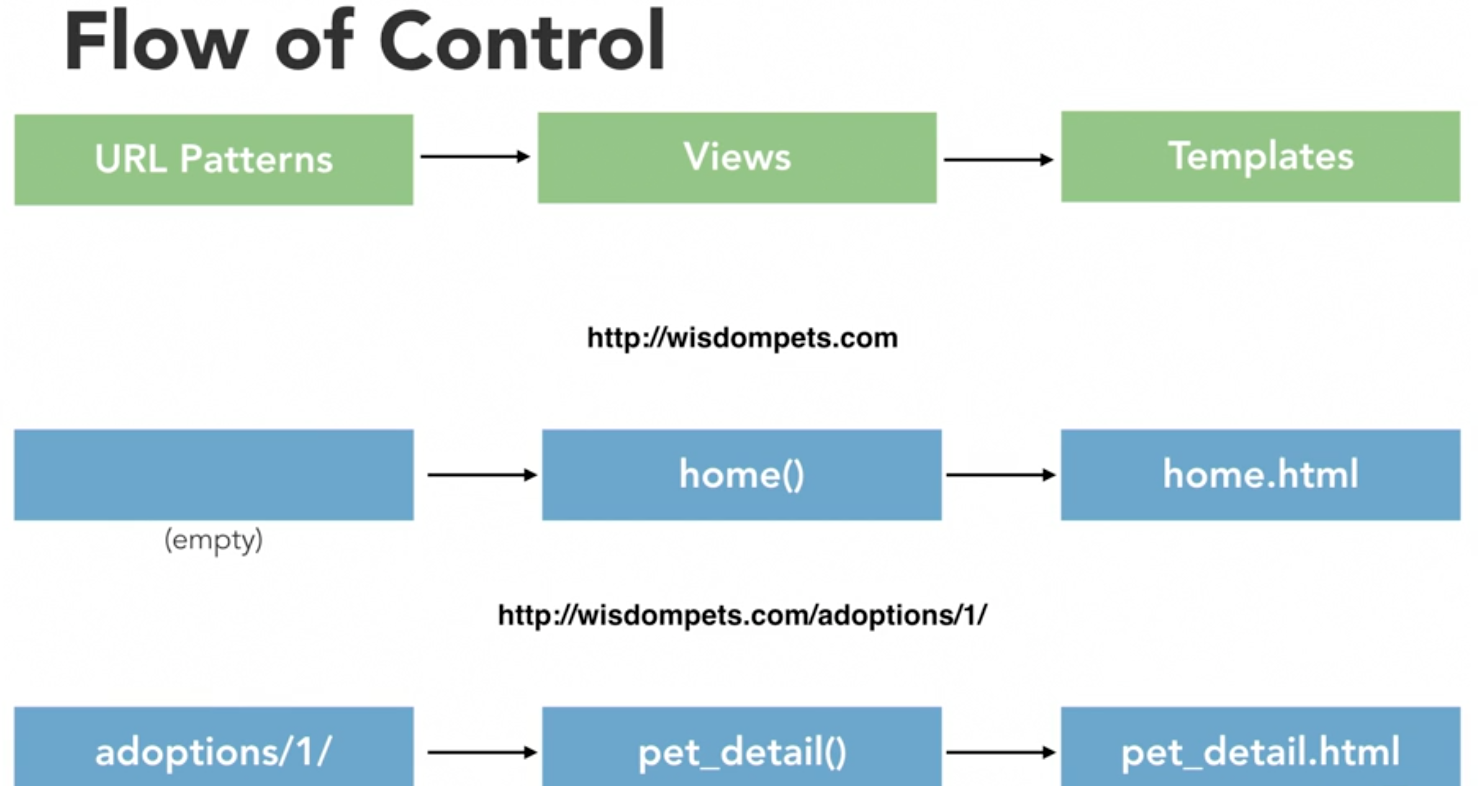 Flow of Control
URL Patterns
Views
Templates
http://wisdompets.com
home()
home.html
(empty)
http://wisdompets.com/adoptions/1/
adoptions/1/
pet_detail()
pet_detail.html